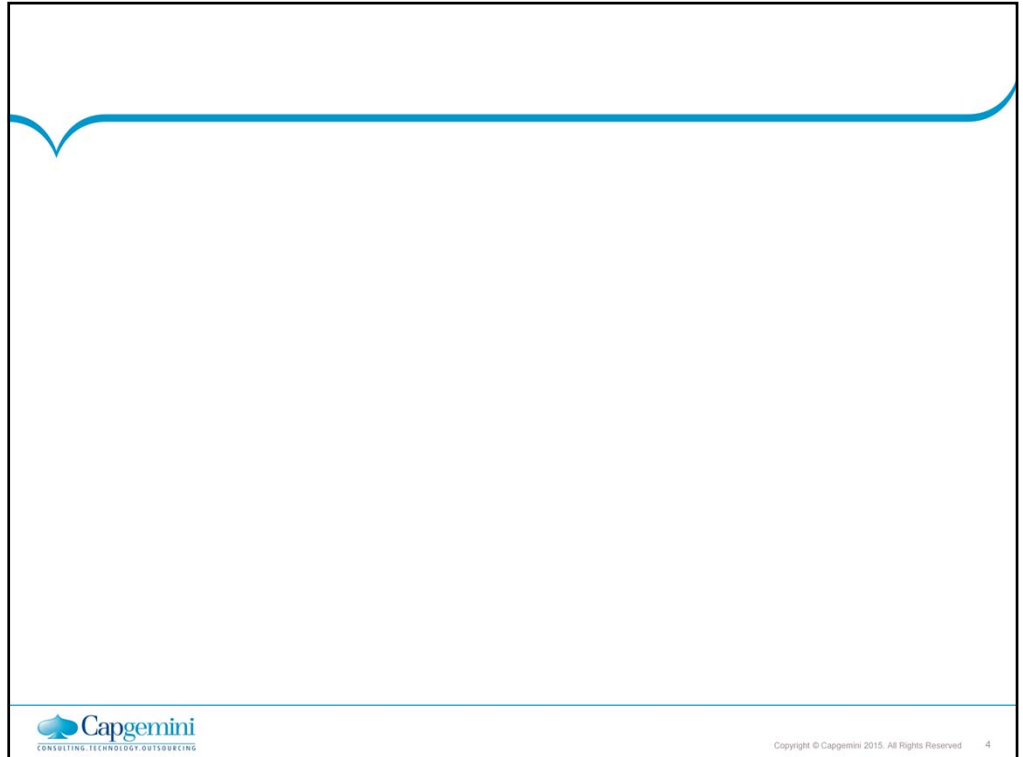 Capgemini
CONSULTING.TECHNOLOGY.OUTSOURCING
Copyright © Capgemini 2015. All Rights Reserved 4